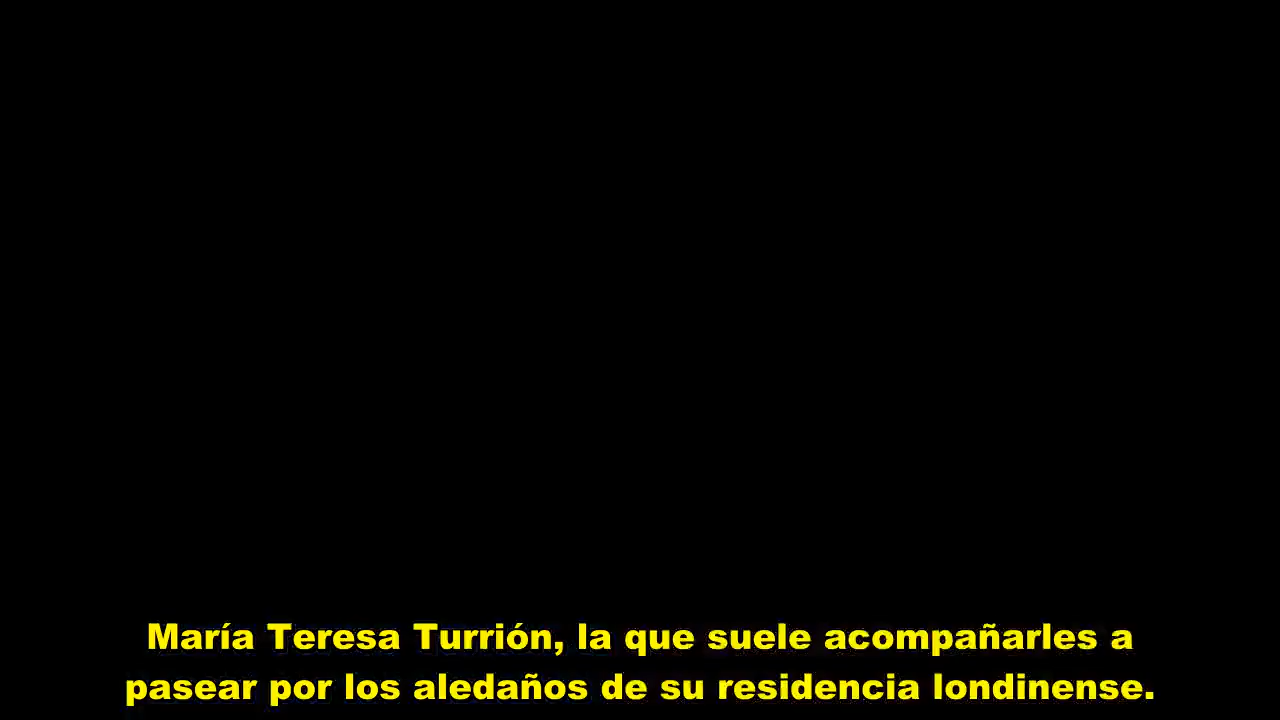 María Teresa Turrión, la que suele acompañarles a
pasear por los aledaños de su residencia londinense.